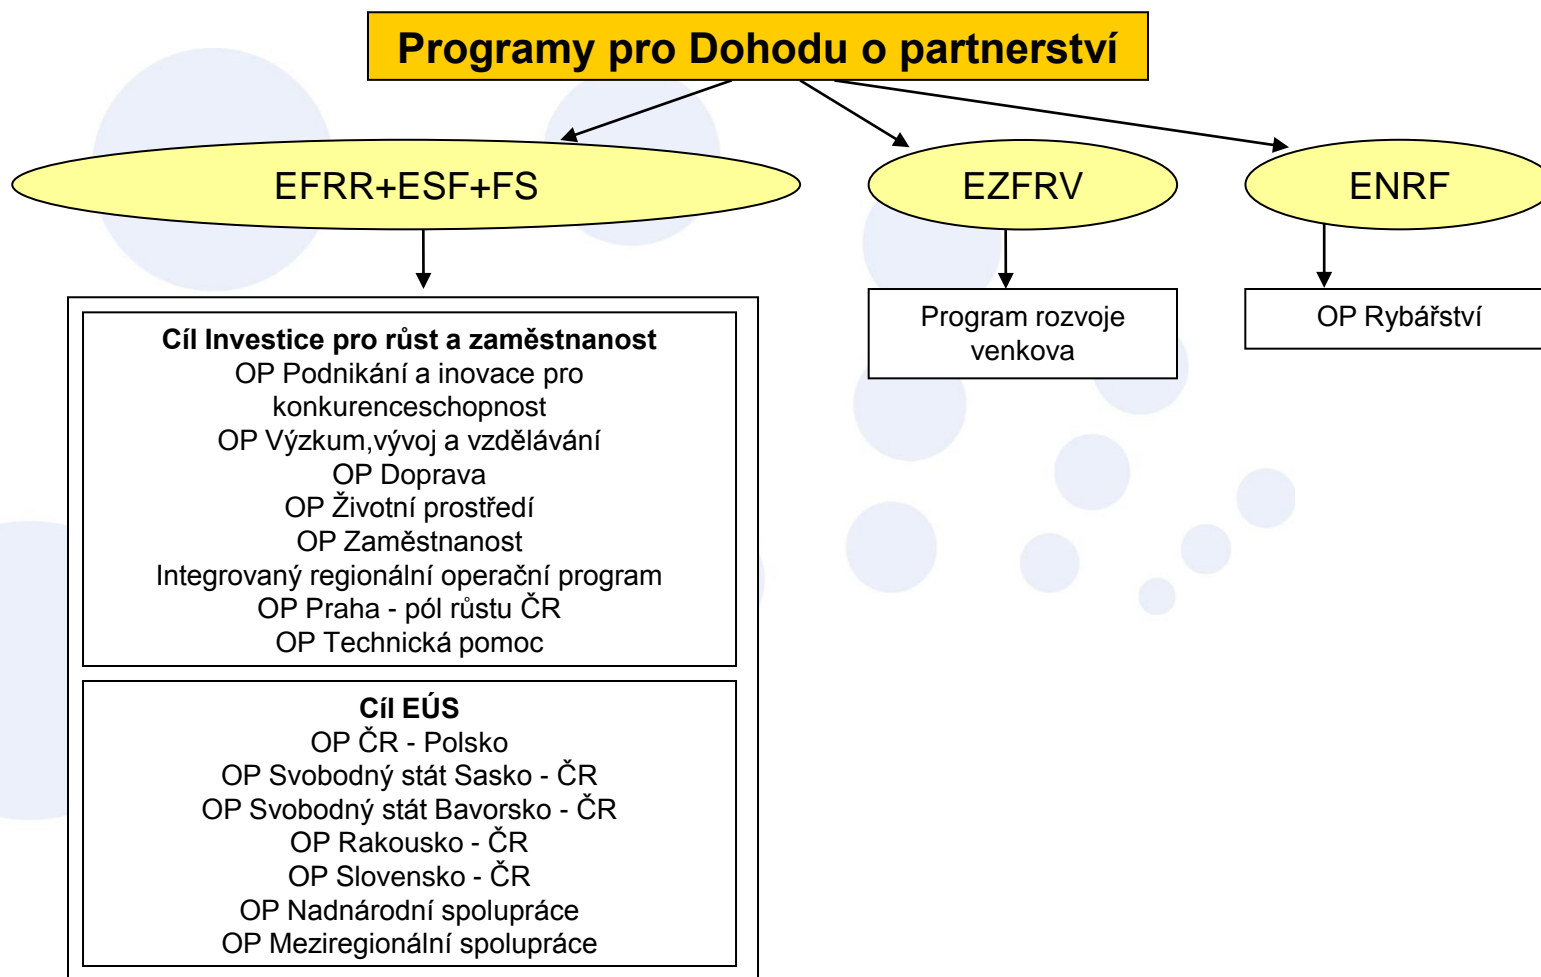 Programy pro Dohodu o partnerství
EFRR+ESF+FS
EZFRV
ENRF
Cíl Investice pro růst a zaměstnanost
OP Podnikání a inovace pro
konkurenceschopnost
OP Výzkum,vývoj a vzdělávání
OP Doprava
OP Životní prostředí
OP Zaměstnanost
Integrovaný regionální operační program
OP Praha - pól růstu ČR
OP Technická pomoc
Cíl EÚS
OP ČR - Polsko
OP Svobodný stát Sasko - ČR
OP Svobodný stát Bavorsko - ČR
OP Rakousko - ČR
OP Slovensko - ČR
OP Nadnárodní spolupráce
OP Meziregionální spolupráce
Program rozvoje
venkova
OP Rybářství